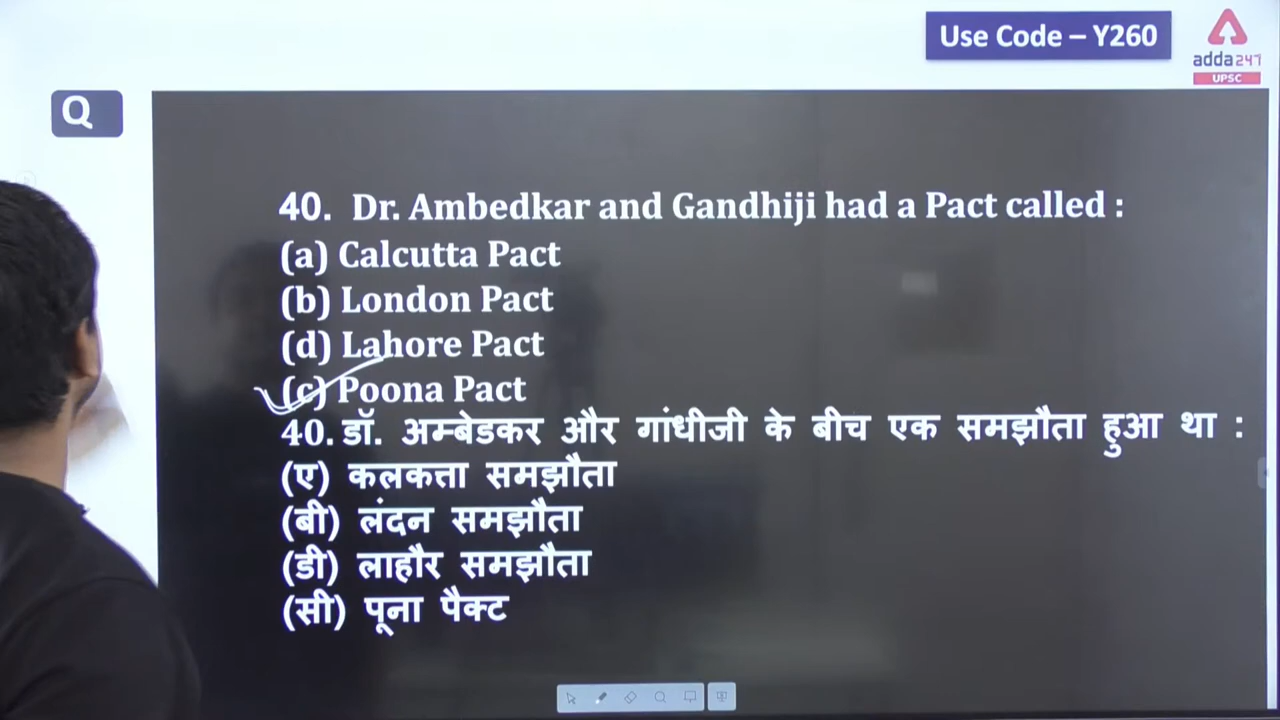 Use Code – Y260
adda247
UPSC
Q
40. Dr. Ambedkar and Gandhiji had a Pact called :
(a) Calcutta Pact
(b) London Pact
(d) Lahore Pact
(c) Poona Pact
40. डॉ. अम्बेडकर और गांधीजी के बीच एक समझौता हुआ था :
(ए) कलकत्ता समझौता
(बी) लंदन समझौता
(डी) लाहौर समझौता
(सी) पूना पैक्ट